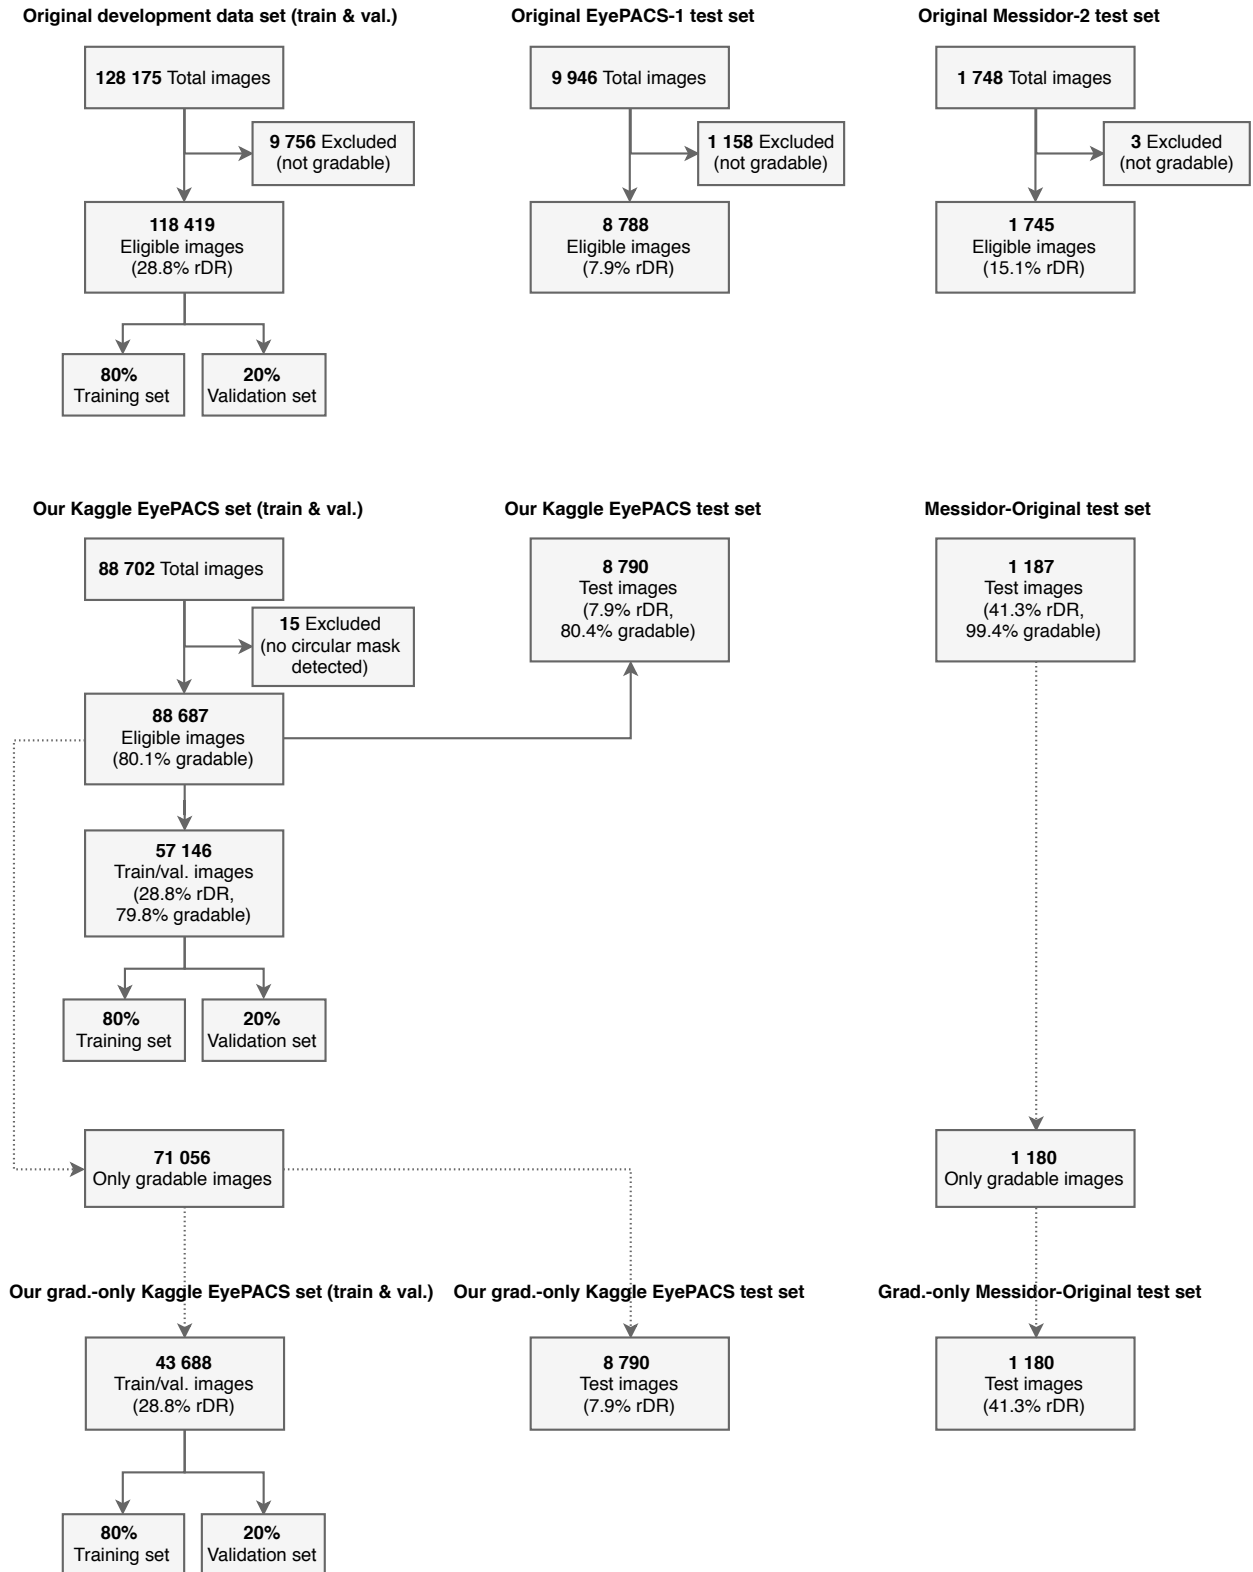 Original development data set (train & val.)
128 175 Total images
9 756 Excluded
(not gradable)
118 419
Eligible images
(28.8% rDR)
80%
Training set
20%
Validation set
Original EyePACS-1 test set
9 946 Total images
1 158 Excluded
(not gradable)
8 788
Eligible images
(7.9% rDR)
Original Messidor-2 test set
1 748 Total images
3 Excluded
(not gradable)
1 745
Eligible images
(15.1% rDR)
Our Kaggle EyePACS set (train & val.)
88 702 Total images
15 Excluded
(no circular mask
detected)
88 687
Eligible images
(80.1% gradable)
57 146
Train/val. images
(28.8% rDR,
79.8% gradable)
80%
Training set
20%
Validation set
Our Kaggle EyePACS test set
8 790
Test images
(7.9% rDR,
80.4% gradable)
Messidor-Original test set
1 187
Test images
(41.3% rDR,
99.4% gradable)
71 056
Only gradable images
1 180
Only gradable images
Our grad.-only Kaggle EyePACS set (train & val.)
43 688
Train/val. images
(28.8% rDR)
80%
Training set
20%
Validation set
Our grad.-only Kaggle EyePACS test set
8 790
Test images
(7.9% rDR)
Grad.-only Messidor-Original test set
1 180
Test images
(41.3% rDR)